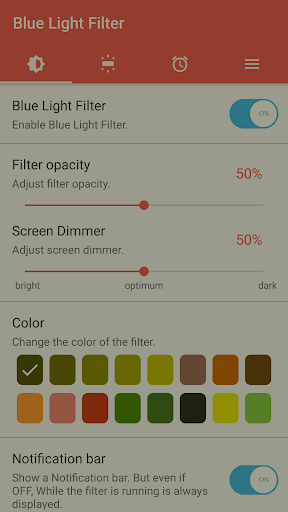 Blue Light Filter
Blue Light Filter
Enable Blue Light Filter.
ON
Filter opacity
Adjust filter opacity.
50%
Screen Dimmer
Adjust screen dimmer.
50%
bright optimum dark
Color
Change the color of the filter.
Notification bar
Show a Notification bar. But even if
OFF, While the filter is running is always
displayed.
ON